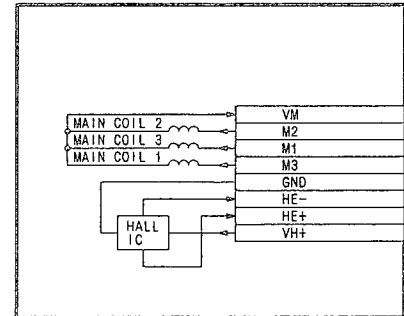 VM
MAIN COIL 2
M2
MAIN COIL 3
M1
MAIN COIL 1
M3
GND
HE-
HE+
HALL
IC
VH+